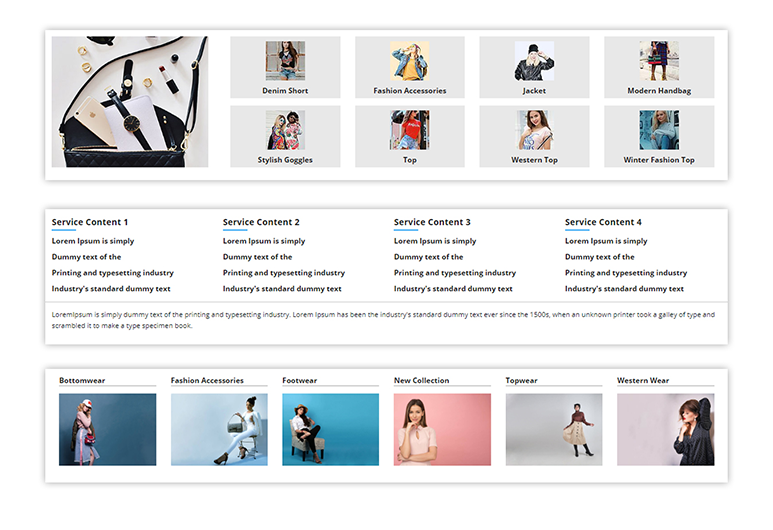 Denim Short
Fashion Accessories
Jacket
Modern Handbag
Stylish Goggles
Top
Western Top
Winter Fashion Top
Service Content 1
Lorem Ipsum is simply
Dummy text of the
Printing and typesetting industry
Industry's standard dummy text
Service Content 2
Lorem Ipsum is simply
Dummy text of the
Printing and typesetting industry
Industry's standard dummy text
Service Content 3
Lorem Ipsum is simply
Dummy text of the
Printing and typesetting industry
Industry's standard dummy text
Service Content 4
Lorem Ipsum is simply
Dummy text of the
Printing and typesetting industry
Industry's standard dummy text
LoremIpsum is simply dummy text of the printing and typesetting industry. Lorem Ipsum has been the industry's standard dummy text ever since the 1500s, when an unknown printer took a galley of type and
scrambled it to make a type specimen book.
Bottomwear
Fashion Accessories
Footwear
New Collection
Topwear
Western Wear